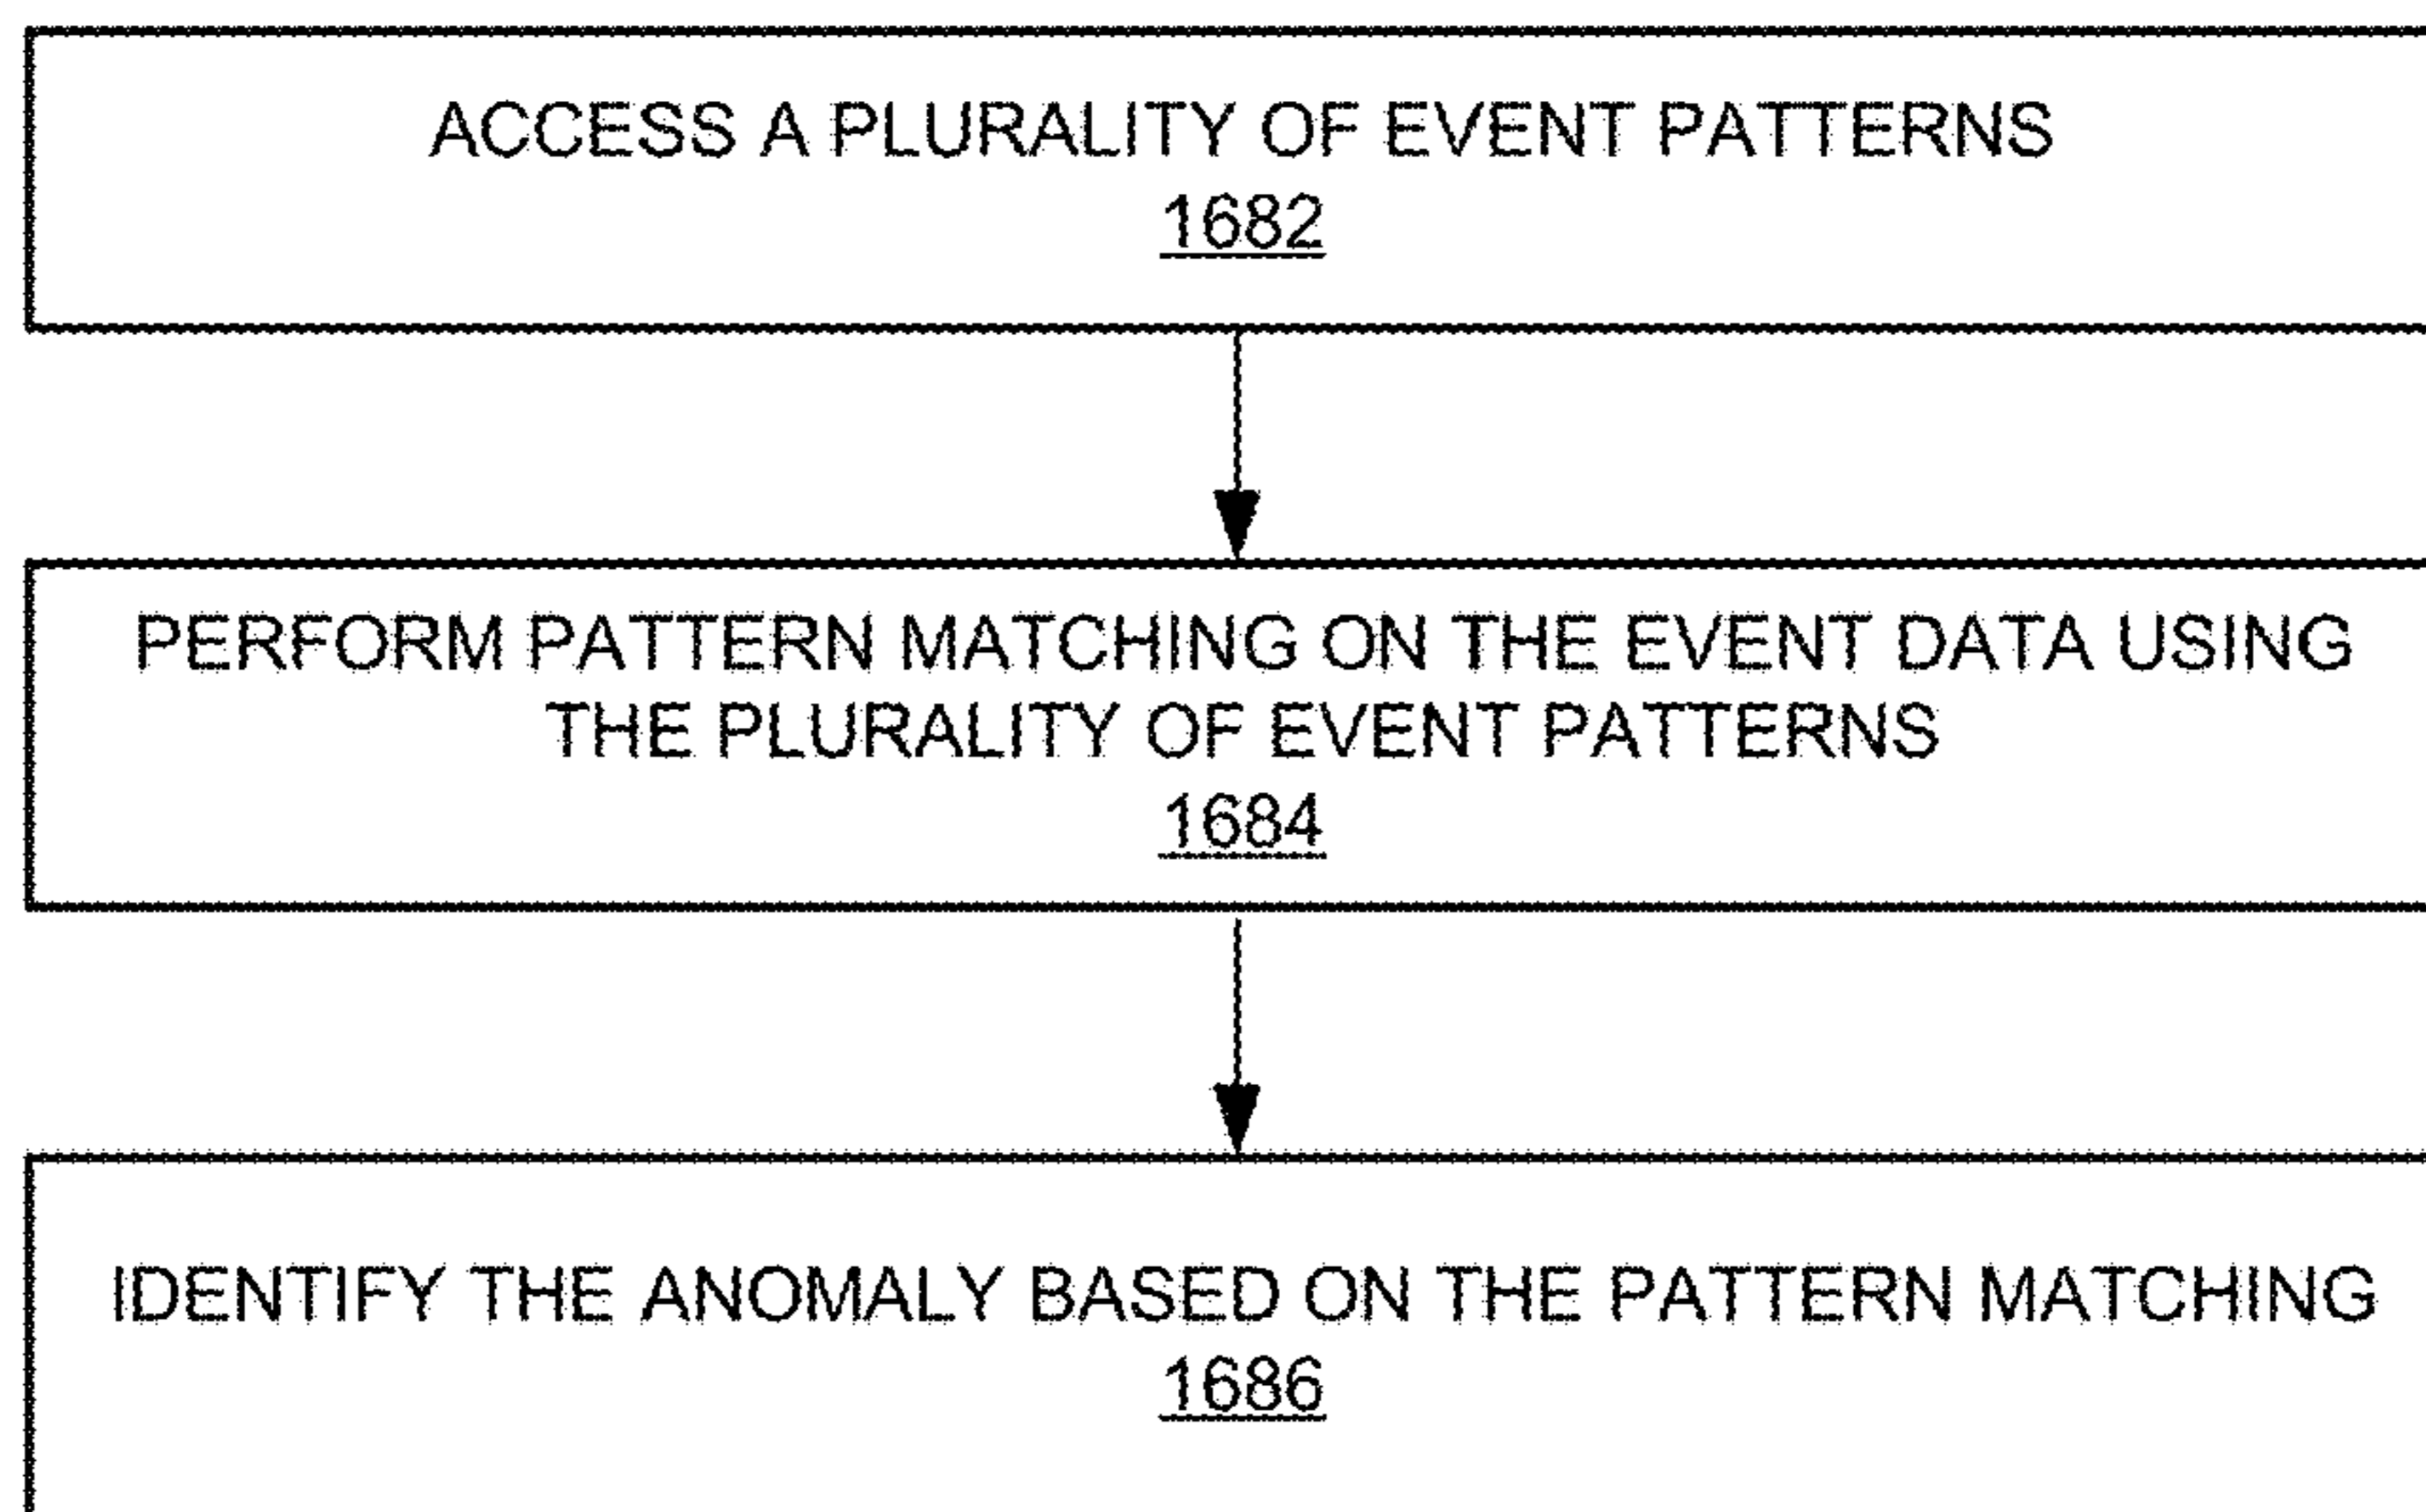 ACCESS A PLURALITY OF EVENT PATTERNS
1682
PERFORM PATTERN MATCHING ON THE EVENT DATA USING
THE PLURALITY OF EVENT PATTERNS
1684
IDENTIFY THE ANOMALY BASED ON THE PATTERN MATCHING
1686